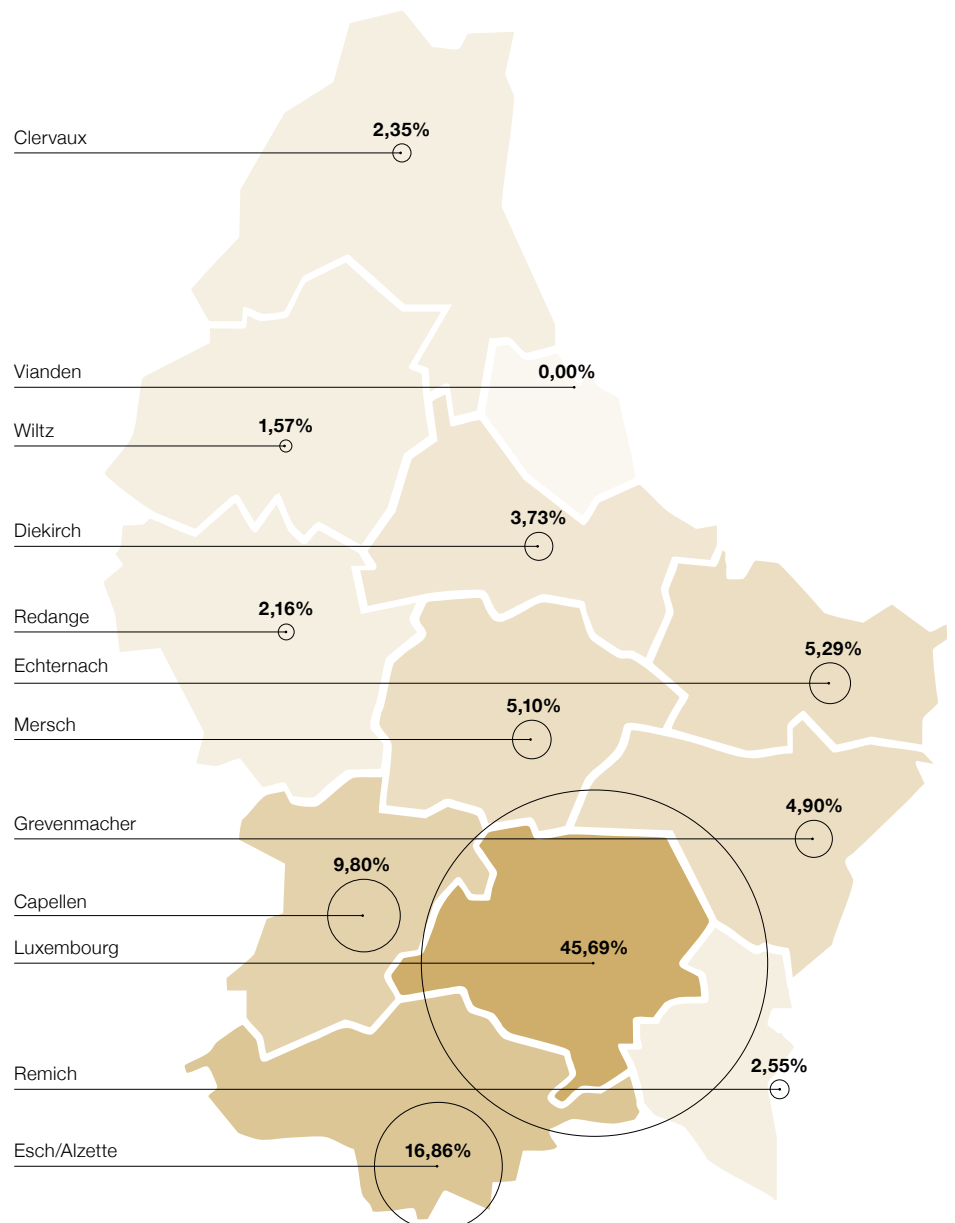 Clervaux 2,35%
Vianden 0,00%
Wiltz 1,57%
Diekirch 3,73%
Redange 2,16%
Echternach 5,29%
Mersch 5,10%
Grevenmacher 4,90%
Capellen 9,80%
Luxembourg 45,69%
Remich 2,55%
Esch/Alzette 16,86%